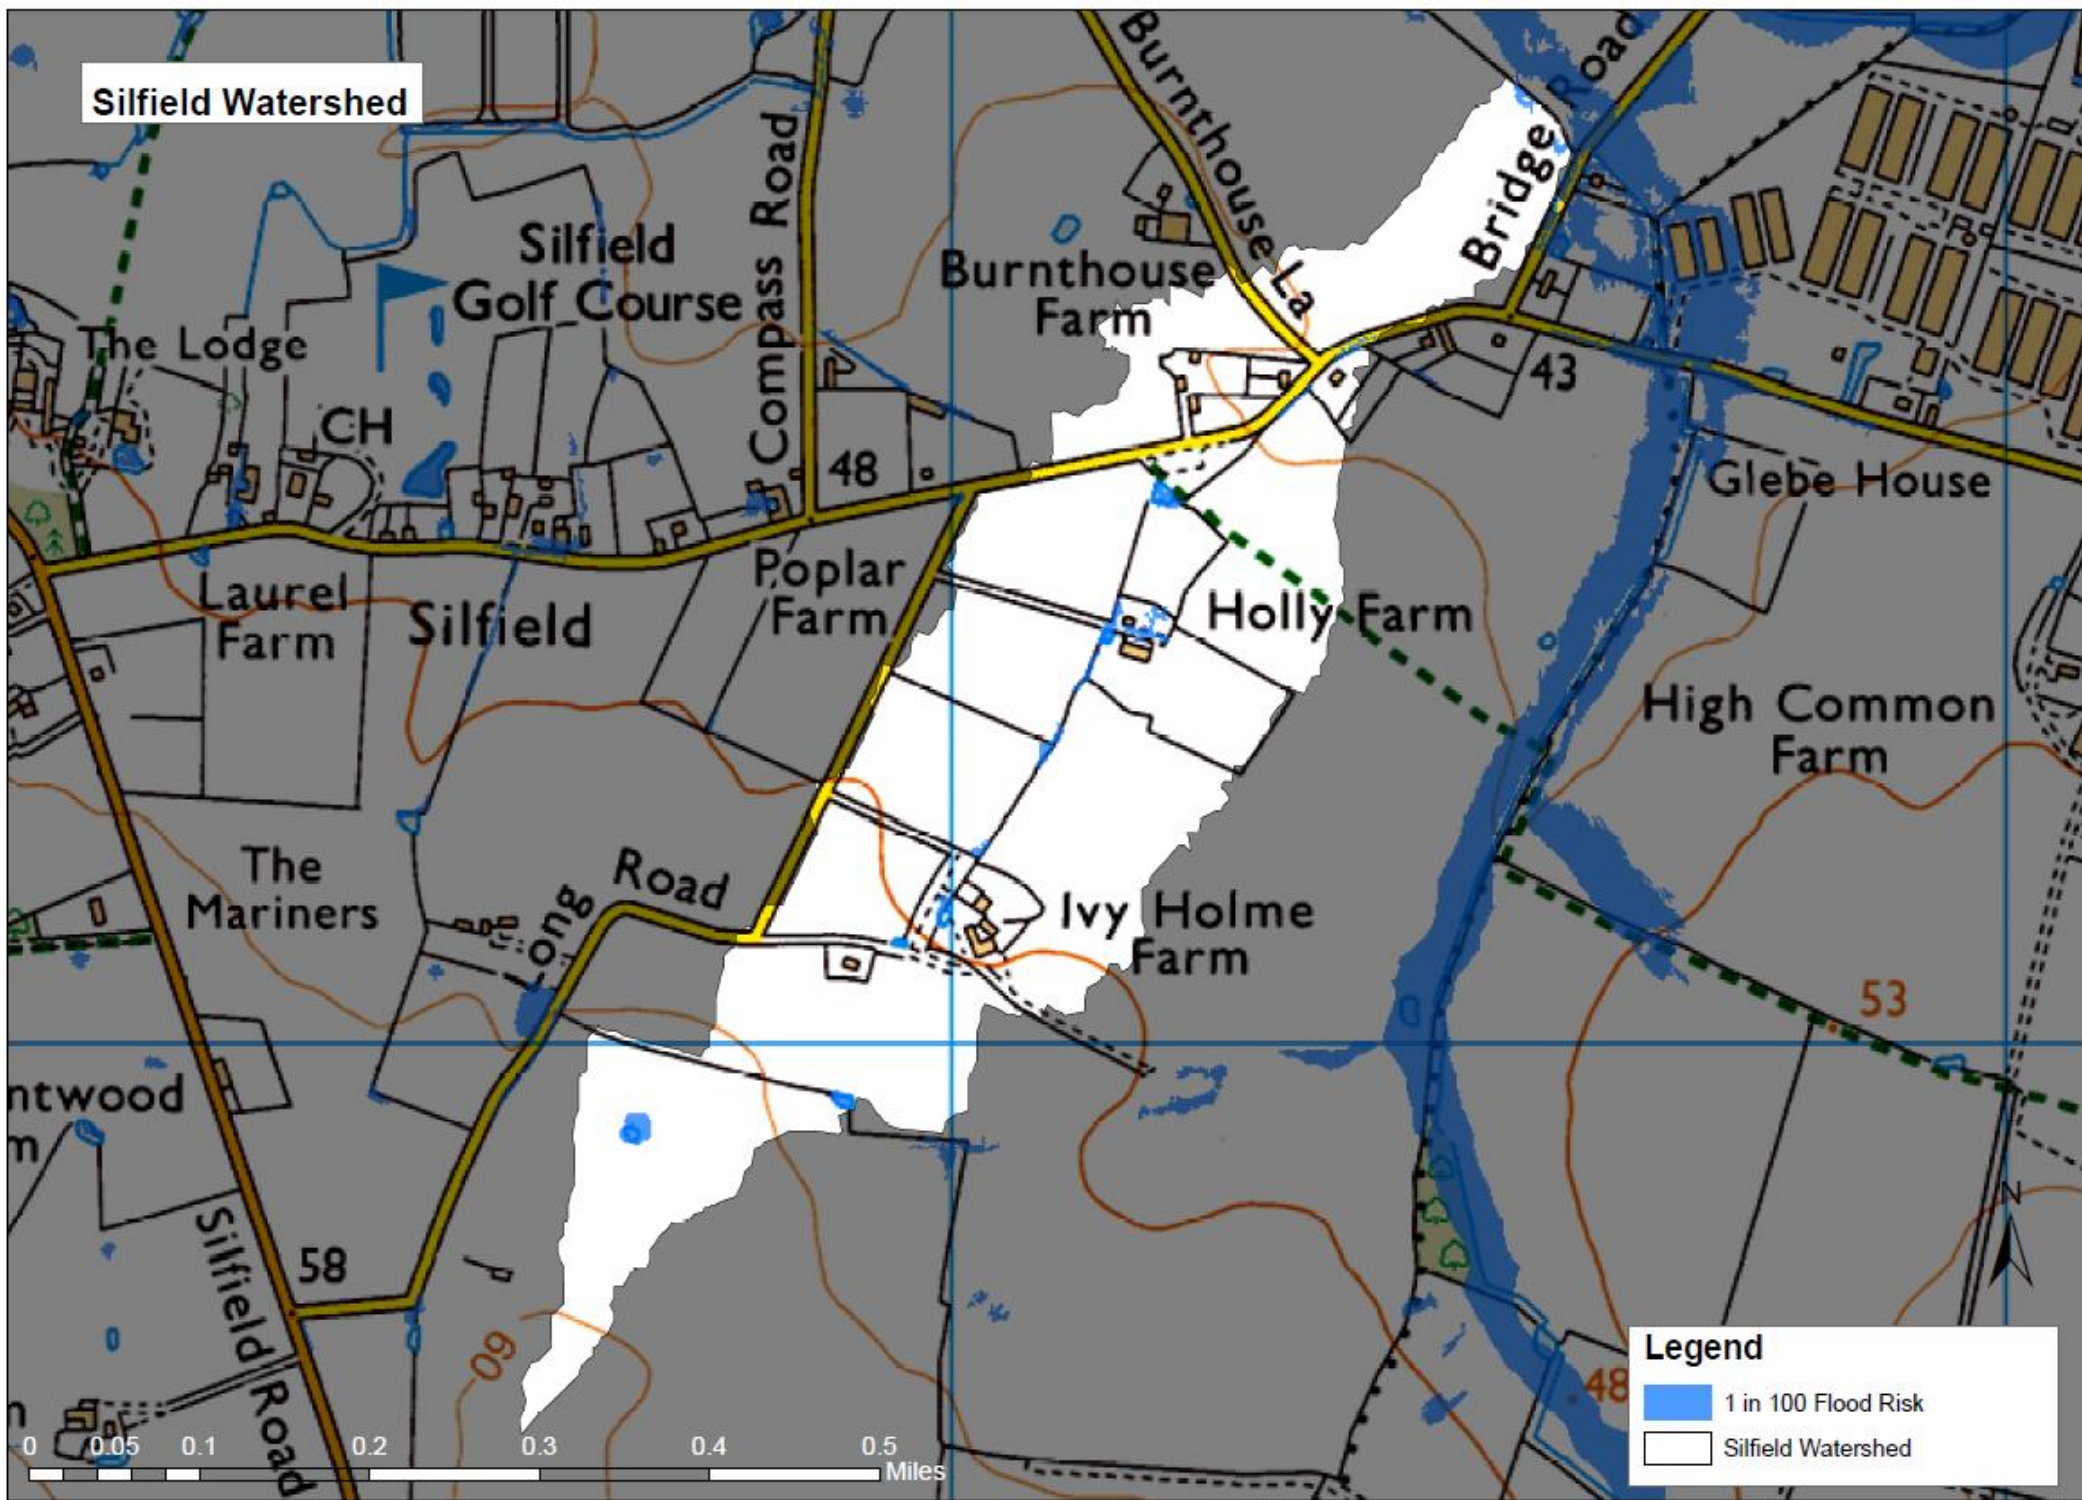 Silfield Watershed
Burnthouse La
Bridge Road
Compass Road
Silfield
Golf Course
Burnthouse
Farm
The Lodge
CH
43
48
Glebe House
Poplar
Farm
Laurel
Farm
Silfield
Holly Farm
High Common
Farm
The
Mariners
Long Road
Ivy Holme
Farm
53
ntwood
m
Silfield Road
58
60
48
N
n
0 0.05 0.1 0.2 0.3 0.4 0.5
Miles
Legend
1 in 100 Flood Risk
Silfield Watershed